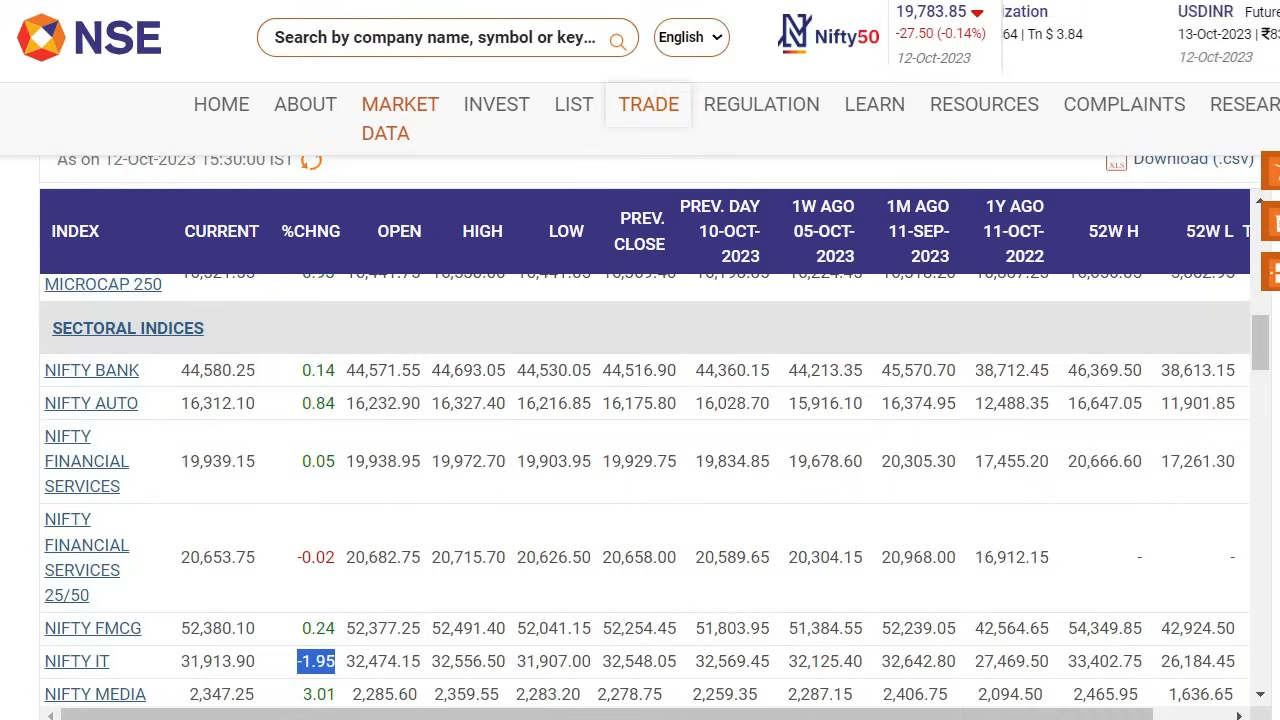 NSE
Search by company name, symbol or key...
English
Nifty50
19,783.85
-27.50 (-0.14%)
12-Oct-2023
ization
64 | Tn $ 3.84
USDINR Future
13-Oct-2023 | ₹83
12-Oct-2023
HOME ABOUT MARKET DATA INVEST LIST TRADE REGULATION LEARN RESOURCES COMPLAINTS RESEAR
As on 12-Oct-2023 15:30:00 IST
XLS Download (.csv)
INDEX CURRENT %CHNG OPEN HIGH LOW PREV. CLOSE PREV. DAY 10-OCT-2023 1W AGO 05-OCT-2023 1M AGO 11-SEP-2023 1Y AGO 11-OCT-2022 52W H 52W L T
MICROCAP 250
SECTORAL INDICES
NIFTY BANK 44,580.25 0.14 44,571.55 44,693.05 44,530.05 44,516.90 44,360.15 44,213.35 45,570.70 38,712.45 46,369.50 38,613.15
NIFTY AUTO 16,312.10 0.84 16,232.90 16,327.40 16,216.85 16,175.80 16,028.70 15,916.10 16,374.95 12,488.35 16,647.05 11,901.85
NIFTY FINANCIAL SERVICES 19,939.15 0.05 19,938.95 19,972.70 19,903.95 19,929.75 19,834.85 19,678.60 20,305.30 17,455.20 20,666.60 17,261.30
NIFTY FINANCIAL SERVICES 25/50 20,653.75 -0.02 20,682.75 20,715.70 20,626.50 20,658.00 20,589.65 20,304.15 20,968.00 16,912.15 - -
NIFTY FMCG 52,380.10 0.24 52,377.25 52,491.40 52,041.15 52,254.45 51,803.95 51,384.55 52,239.05 42,564.65 54,349.85 42,924.50
NIFTY IT 31,913.90 -1.95 32,474.15 32,556.50 31,907.00 32,548.05 32,569.45 32,125.40 32,642.80 27,469.50 33,402.75 26,184.45
NIFTY MEDIA 2,347.25 3.01 2,285.60 2,359.55 2,283.20 2,278.75 2,259.35 2,287.15 2,406.75 2,094.50 2,465.95 1,636.65